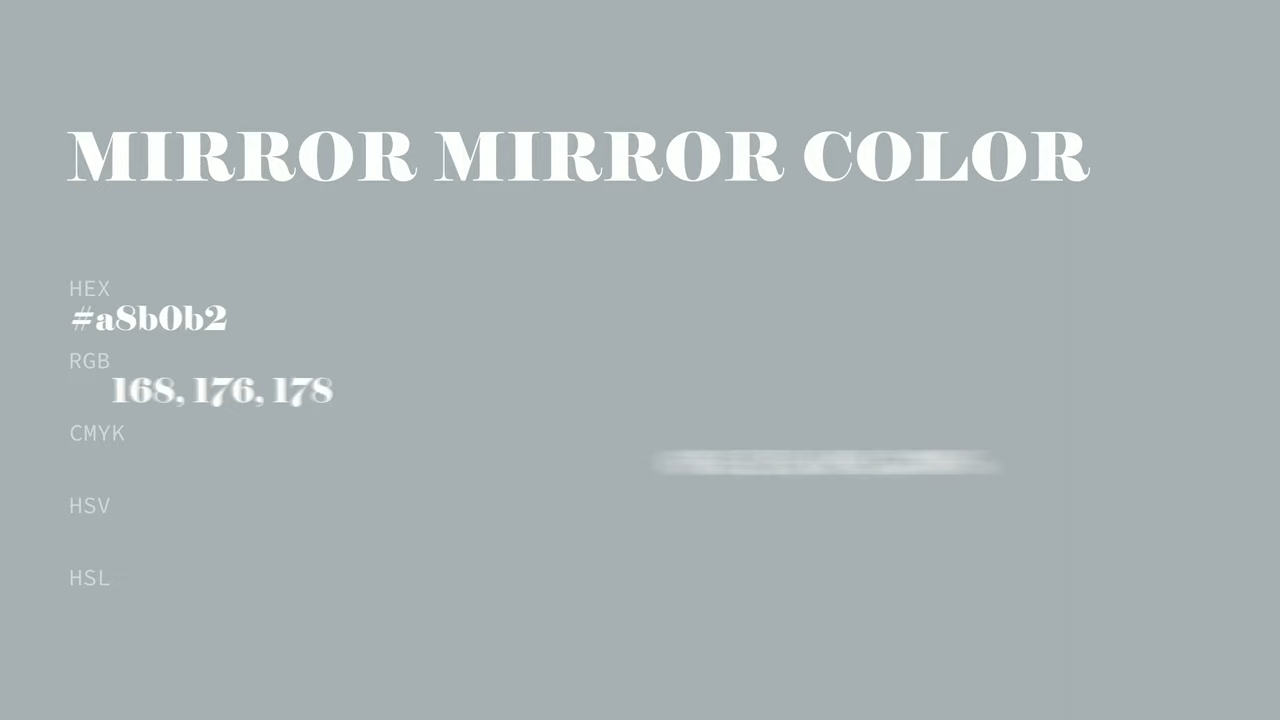 MIRROR MIRROR COLOR
HEX
#a8b0b2
RGB
168, 176, 178
CMYK
HSV
HSL